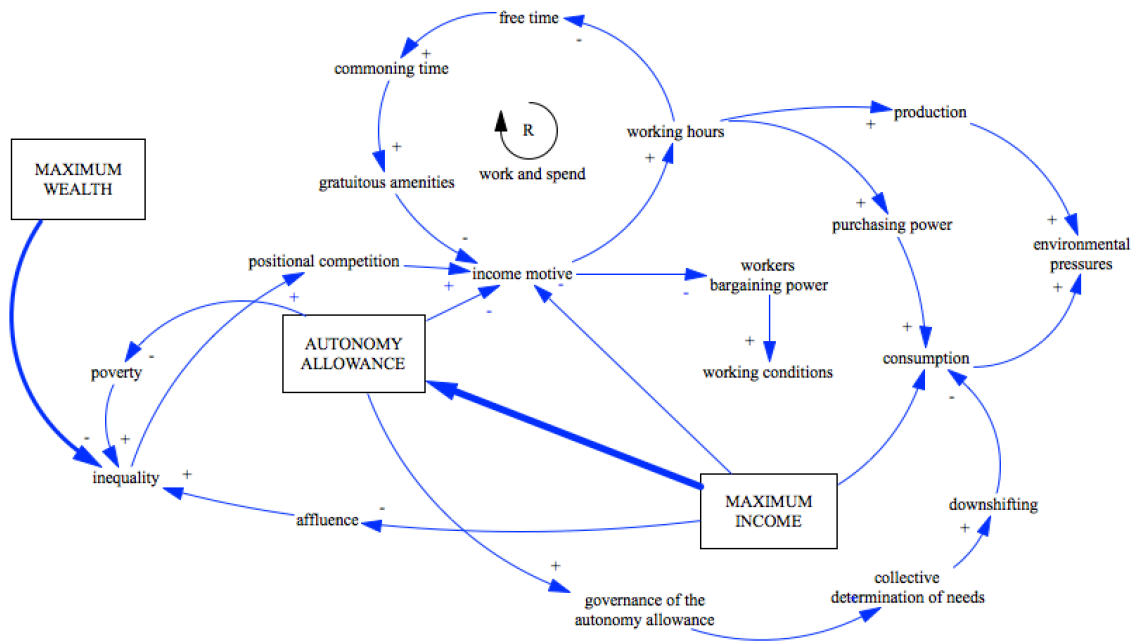 free time
-
+
commoning time
R
work and spend
working hours
+
production
+
MAXIMUM
WEALTH
+
gratuitous amenities
+
purchasing power
+
environmental
pressures
-
positional competition
+
+
income motive
-
-
-
workers
bargaining power
+
AUTONOMY
ALLOWANCE
-
poverty
+
working conditions
+
consumption
-
-
+
inequality
+
MAXIMUM
INCOME
affluence
-
downshifting
+
+
governance of the
autonomy allowance
collective
determination of needs
+